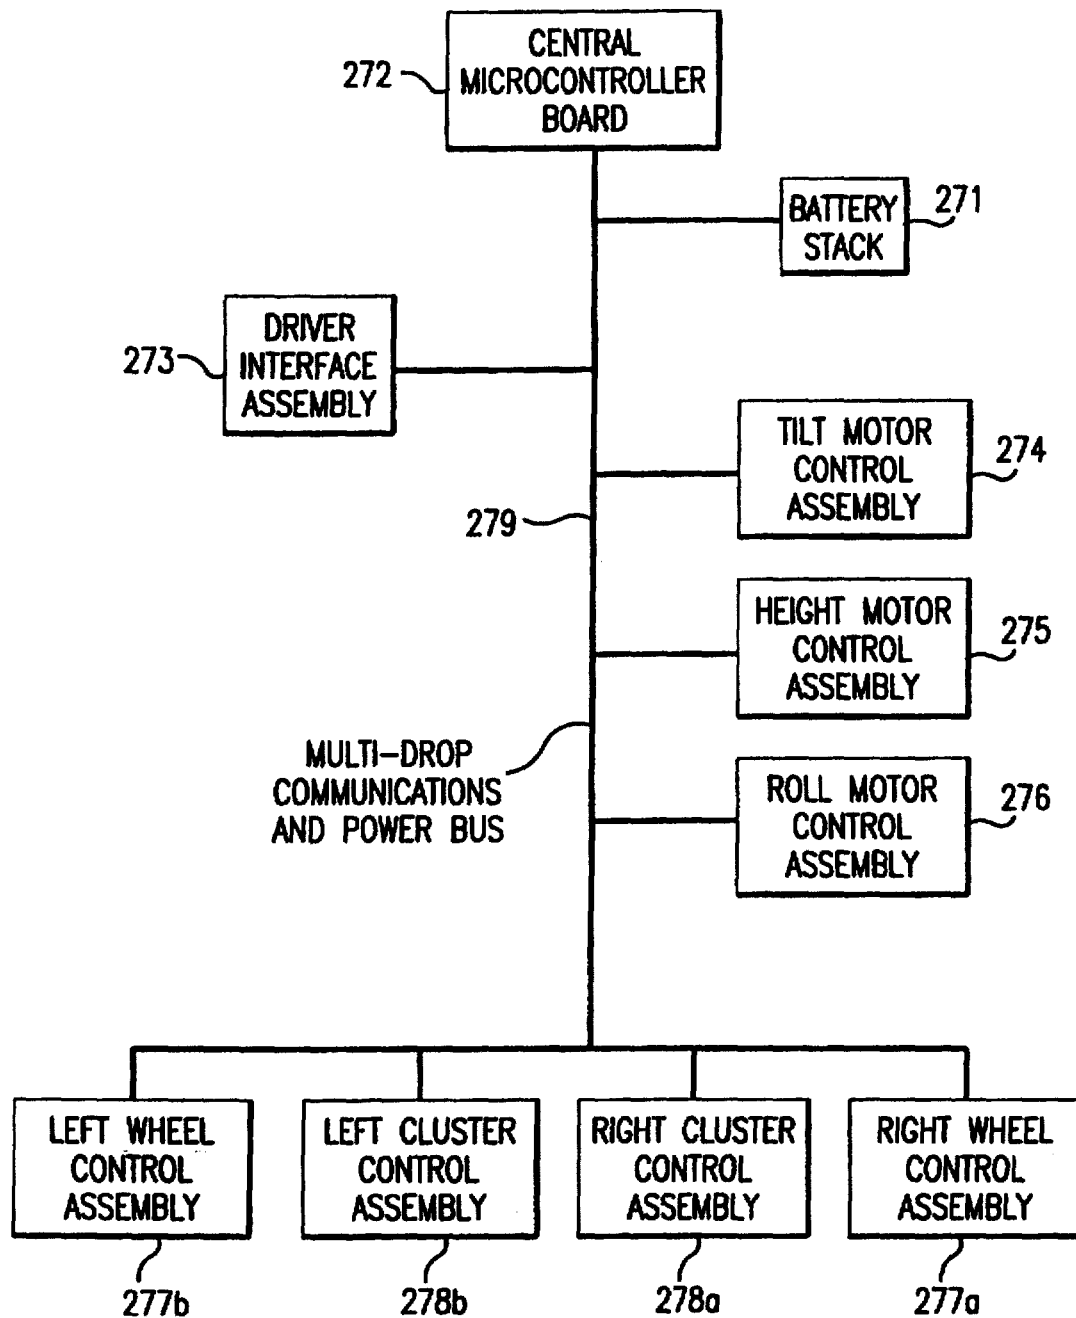 CENTRAL
MICROCONTROLLER
BOARD
272
BATTERY
STACK
271
DRIVER
INTERFACE
ASSEMBLY
273
TILT MOTOR
CONTROL
ASSEMBLY
274
279
HEIGHT MOTOR
CONTROL
ASSEMBLY
275
MULTI-DROP
COMMUNICATIONS
AND POWER BUS
ROLL MOTOR
CONTROL
ASSEMBLY
276
LEFT WHEEL
CONTROL
ASSEMBLY
277b
LEFT CLUSTER
CONTROL
ASSEMBLY
278b
RIGHT CLUSTER
CONTROL
ASSEMBLY
278a
RIGHT WHEEL
CONTROL
ASSEMBLY
277a